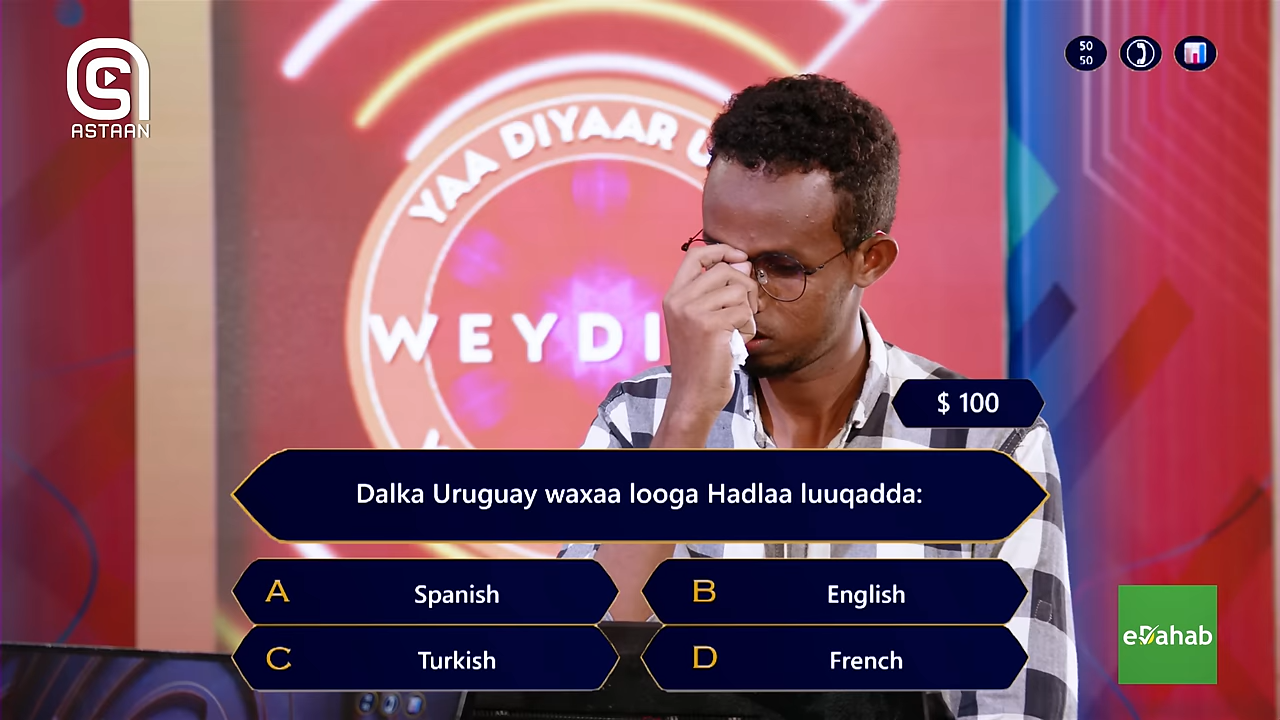 ASTAAN
50
50
YAA DIYAAR U
WEYDI
$ 100
Dalka Uruguay waxaa looga Hadlaa luuqadda:
A Spanish
B English
C Turkish
D French
eDahab